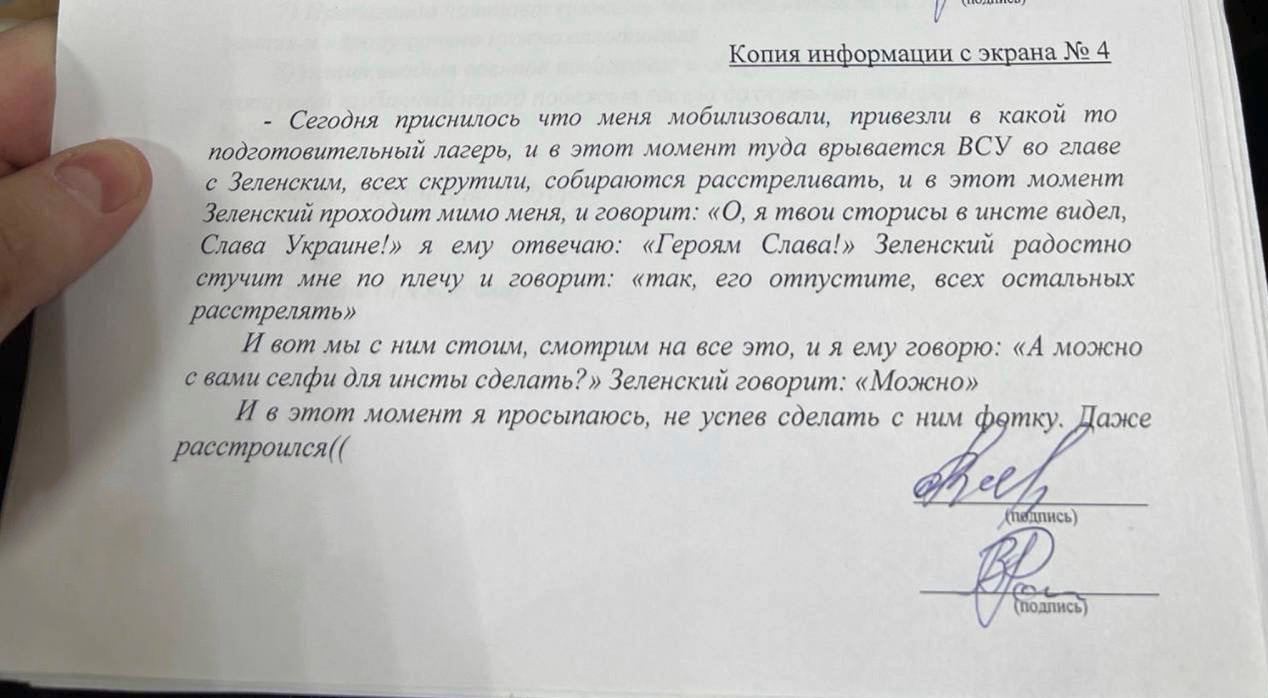 (подпись)
Копия информации с экрана № 4
- Сегодня приснилось что меня мобилизовали, привезли в какой то
подготовительный лагерь, и в этот момент туда врывается ВСУ во главе
с Зеленским, всех скрутили, собираются расстреливать, и в этот момент
Зеленский проходит мимо меня, и говорит: «О, я твои сторисы в инсте видел,
Слава Украине!» я ему отвечаю: «Героям Слава!» Зеленский радостно
стучит мне по плечу и говорит: «так, его отпустите, всех остальных
расстрелять»
И вот мы с ним стоим, смотрим на все это, и я ему говорю: «А можно
с вами селфи для инсты сделать?» Зеленский говорит: «Можно»
И в этот момент я просыпаюсь, не успев сделать с ним фотку. Даже
расстроился((
(подпись)
(подпись)